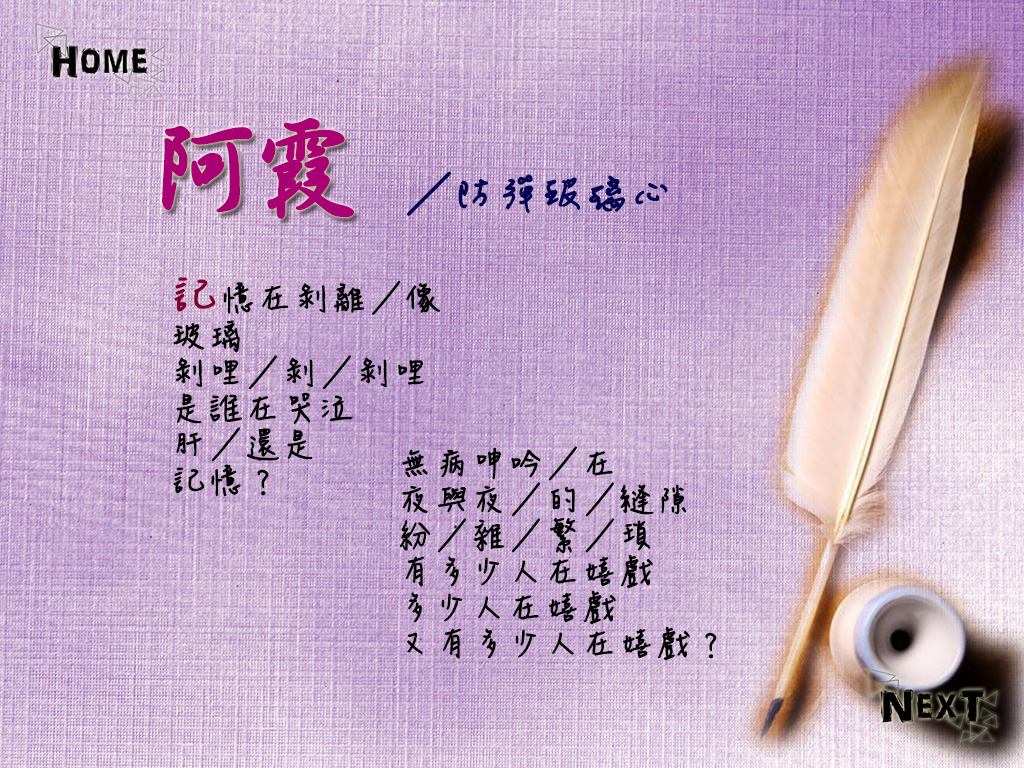 HOME
阿霞
／防彈玻璃心
記憶在剝離／像
玻璃
剝哩／剝／剝哩
是誰在哭泣
肝／還是
記憶？
無病呻吟／在
夜與夜／的／縫隙
紛／雜／繁／瑣
有多少人在嬉戲
多少人在嬉戲
又有多少人在嬉戲？
NEXT